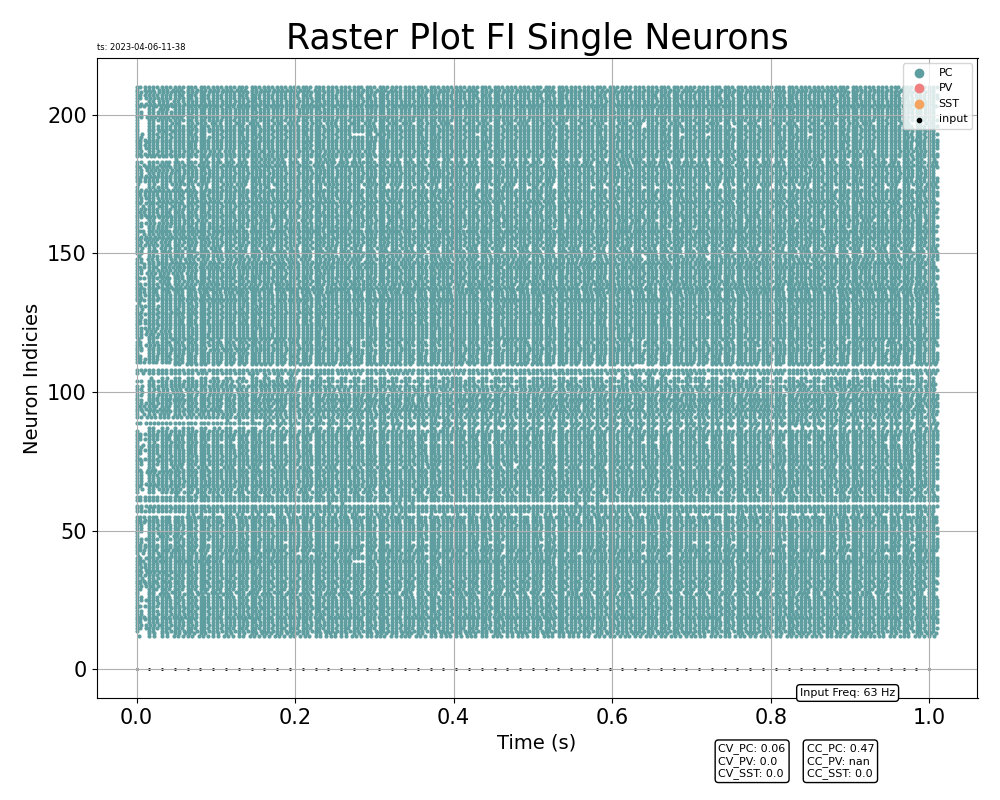 Raster Plot FI Single Neurons
ts: 2023-04-06-11-38
PC
PV
SST
input
200
150
100
50
0
Neuron Indicies
0.0 0.2 0.4 0.6 0.8 1.0
Time (s)
Input Freq: 63 Hz
CV_PC: 0.06
CV_PV: 0.0
CV_SST: 0.0
CC_PC: 0.47
CC_PV: nan
CC_SST: 0.0